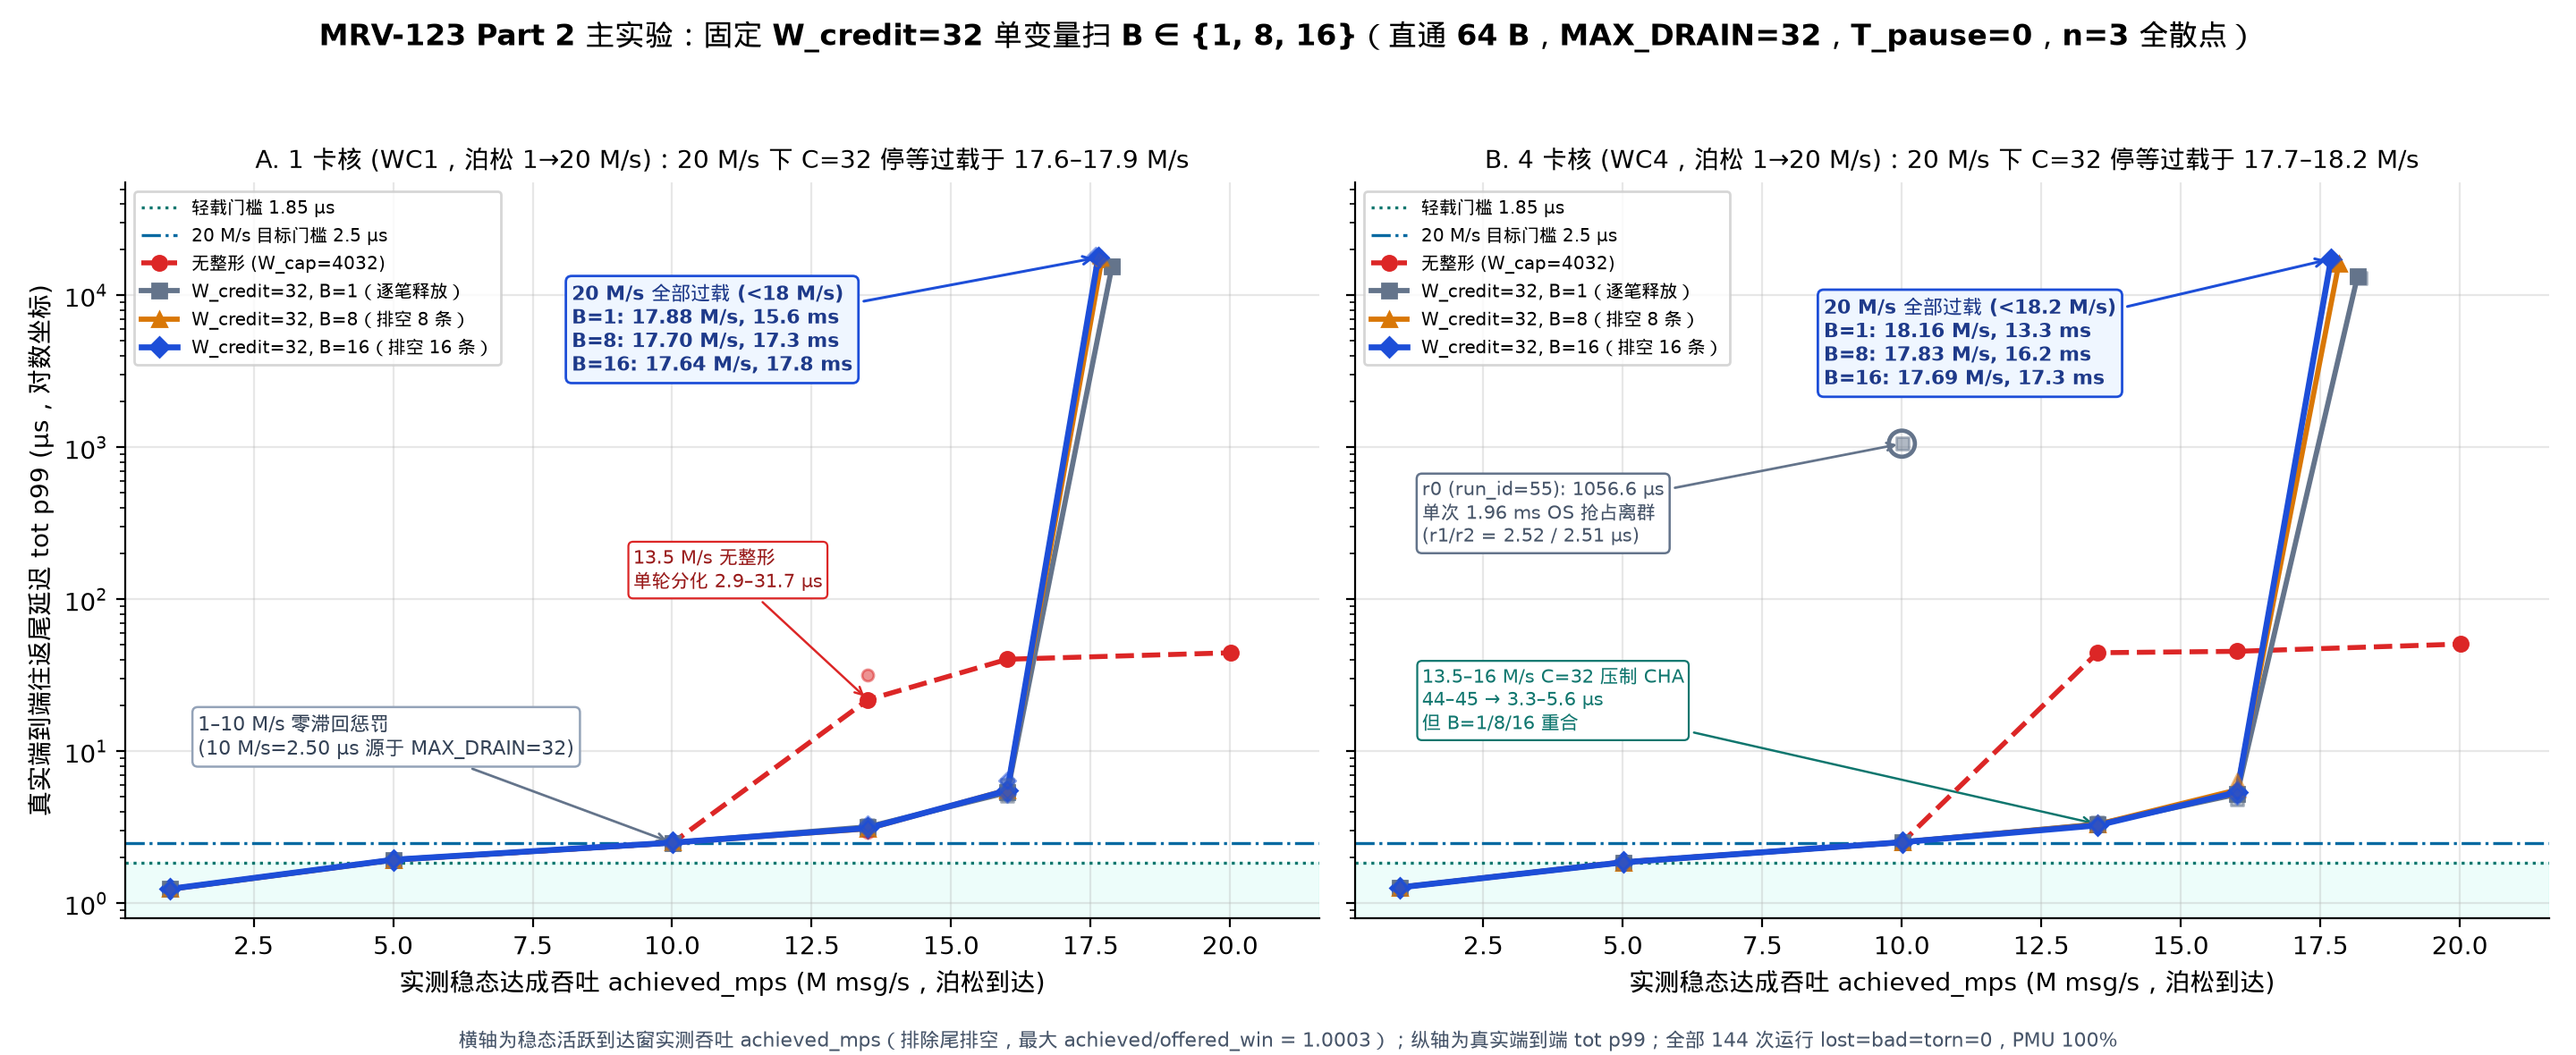 MRV-123 Part 2 主实验：固定 W_credit=32 单变量扫 B ∈ {1, 8, 16}（直通 64 B，MAX_DRAIN=32，T_pause=0，n=3 全散点）
A. 1 卡核 (WC1，泊松 1→20 M/s)：20 M/s 下 C=32 停等过载于 17.6–17.9 M/s
轻载门槛 1.85 µs
20 M/s 目标门槛 2.5 µs
无整形 (W_cap=4032)
W_credit=32, B=1（逐笔释放）
W_credit=32, B=8（排空 8 条）
W_credit=32, B=16（排空 16 条）
20 M/s 全部过载 (<18 M/s)
B=1: 17.88 M/s, 15.6 ms
B=8: 17.70 M/s, 17.3 ms
B=16: 17.64 M/s, 17.8 ms
13.5 M/s 无整形
单轮分化 2.9–31.7 µs
1–10 M/s 零滞回惩罚
(10 M/s=2.50 µs 源于 MAX_DRAIN=32)
真实端到端往返尾延迟 tot p99 (µs，对数坐标)
10⁴
10³
10²
10¹
10⁰
2.5 5.0 7.5 10.0 12.5 15.0 17.5 20.0
实测稳态达成吞吐 achieved_mps (M msg/s，泊松到达)
B. 4 卡核 (WC4，泊松 1→20 M/s)：20 M/s 下 C=32 停等过载于 17.7–18.2 M/s
轻载门槛 1.85 µs
20 M/s 目标门槛 2.5 µs
无整形 (W_cap=4032)
W_credit=32, B=1（逐笔释放）
W_credit=32, B=8（排空 8 条）
W_credit=32, B=16（排空 16 条）
20 M/s 全部过载 (<18.2 M/s)
B=1: 18.16 M/s, 13.3 ms
B=8: 17.83 M/s, 16.2 ms
B=16: 17.69 M/s, 17.3 ms
r0 (run_id=55): 1056.6 µs
单次 1.96 ms OS 抢占离群
(r1/r2 = 2.52 / 2.51 µs)
13.5–16 M/s C=32 压制 CHA
44–45 → 3.3–5.6 µs
但 B=1/8/16 重合
2.5 5.0 7.5 10.0 12.5 15.0 17.5 20.0
实测稳态达成吞吐 achieved_mps (M msg/s，泊松到达)
横轴为稳态活跃到达窗实测吞吐 achieved_mps（排除尾排空，最大 achieved/offered_win = 1.0003）；纵轴为真实端到端 tot p99；全部 144 次运行 lost=bad=torn=0，PMU 100%